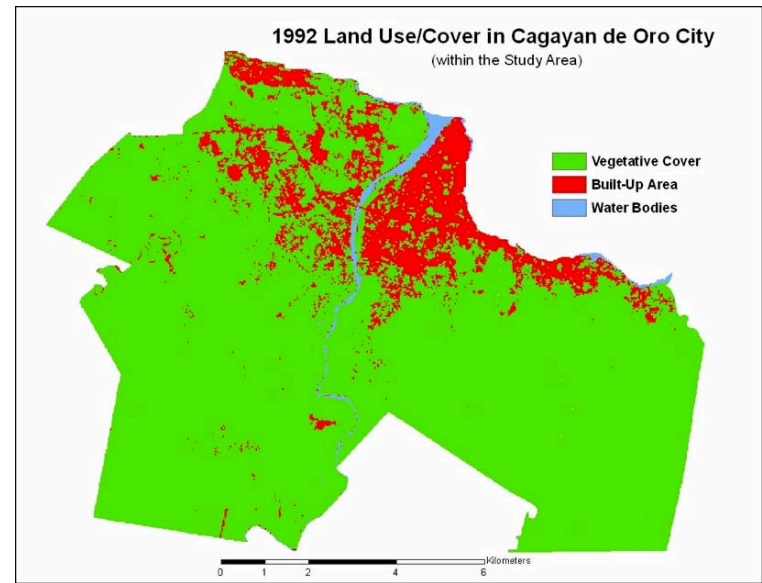 1992 Land Use/Cover in Cagayan de Oro City
(within the Study Area)
Vegetative Cover
Built-Up Area
Water Bodies
Kilometers
0 1 2 4 6